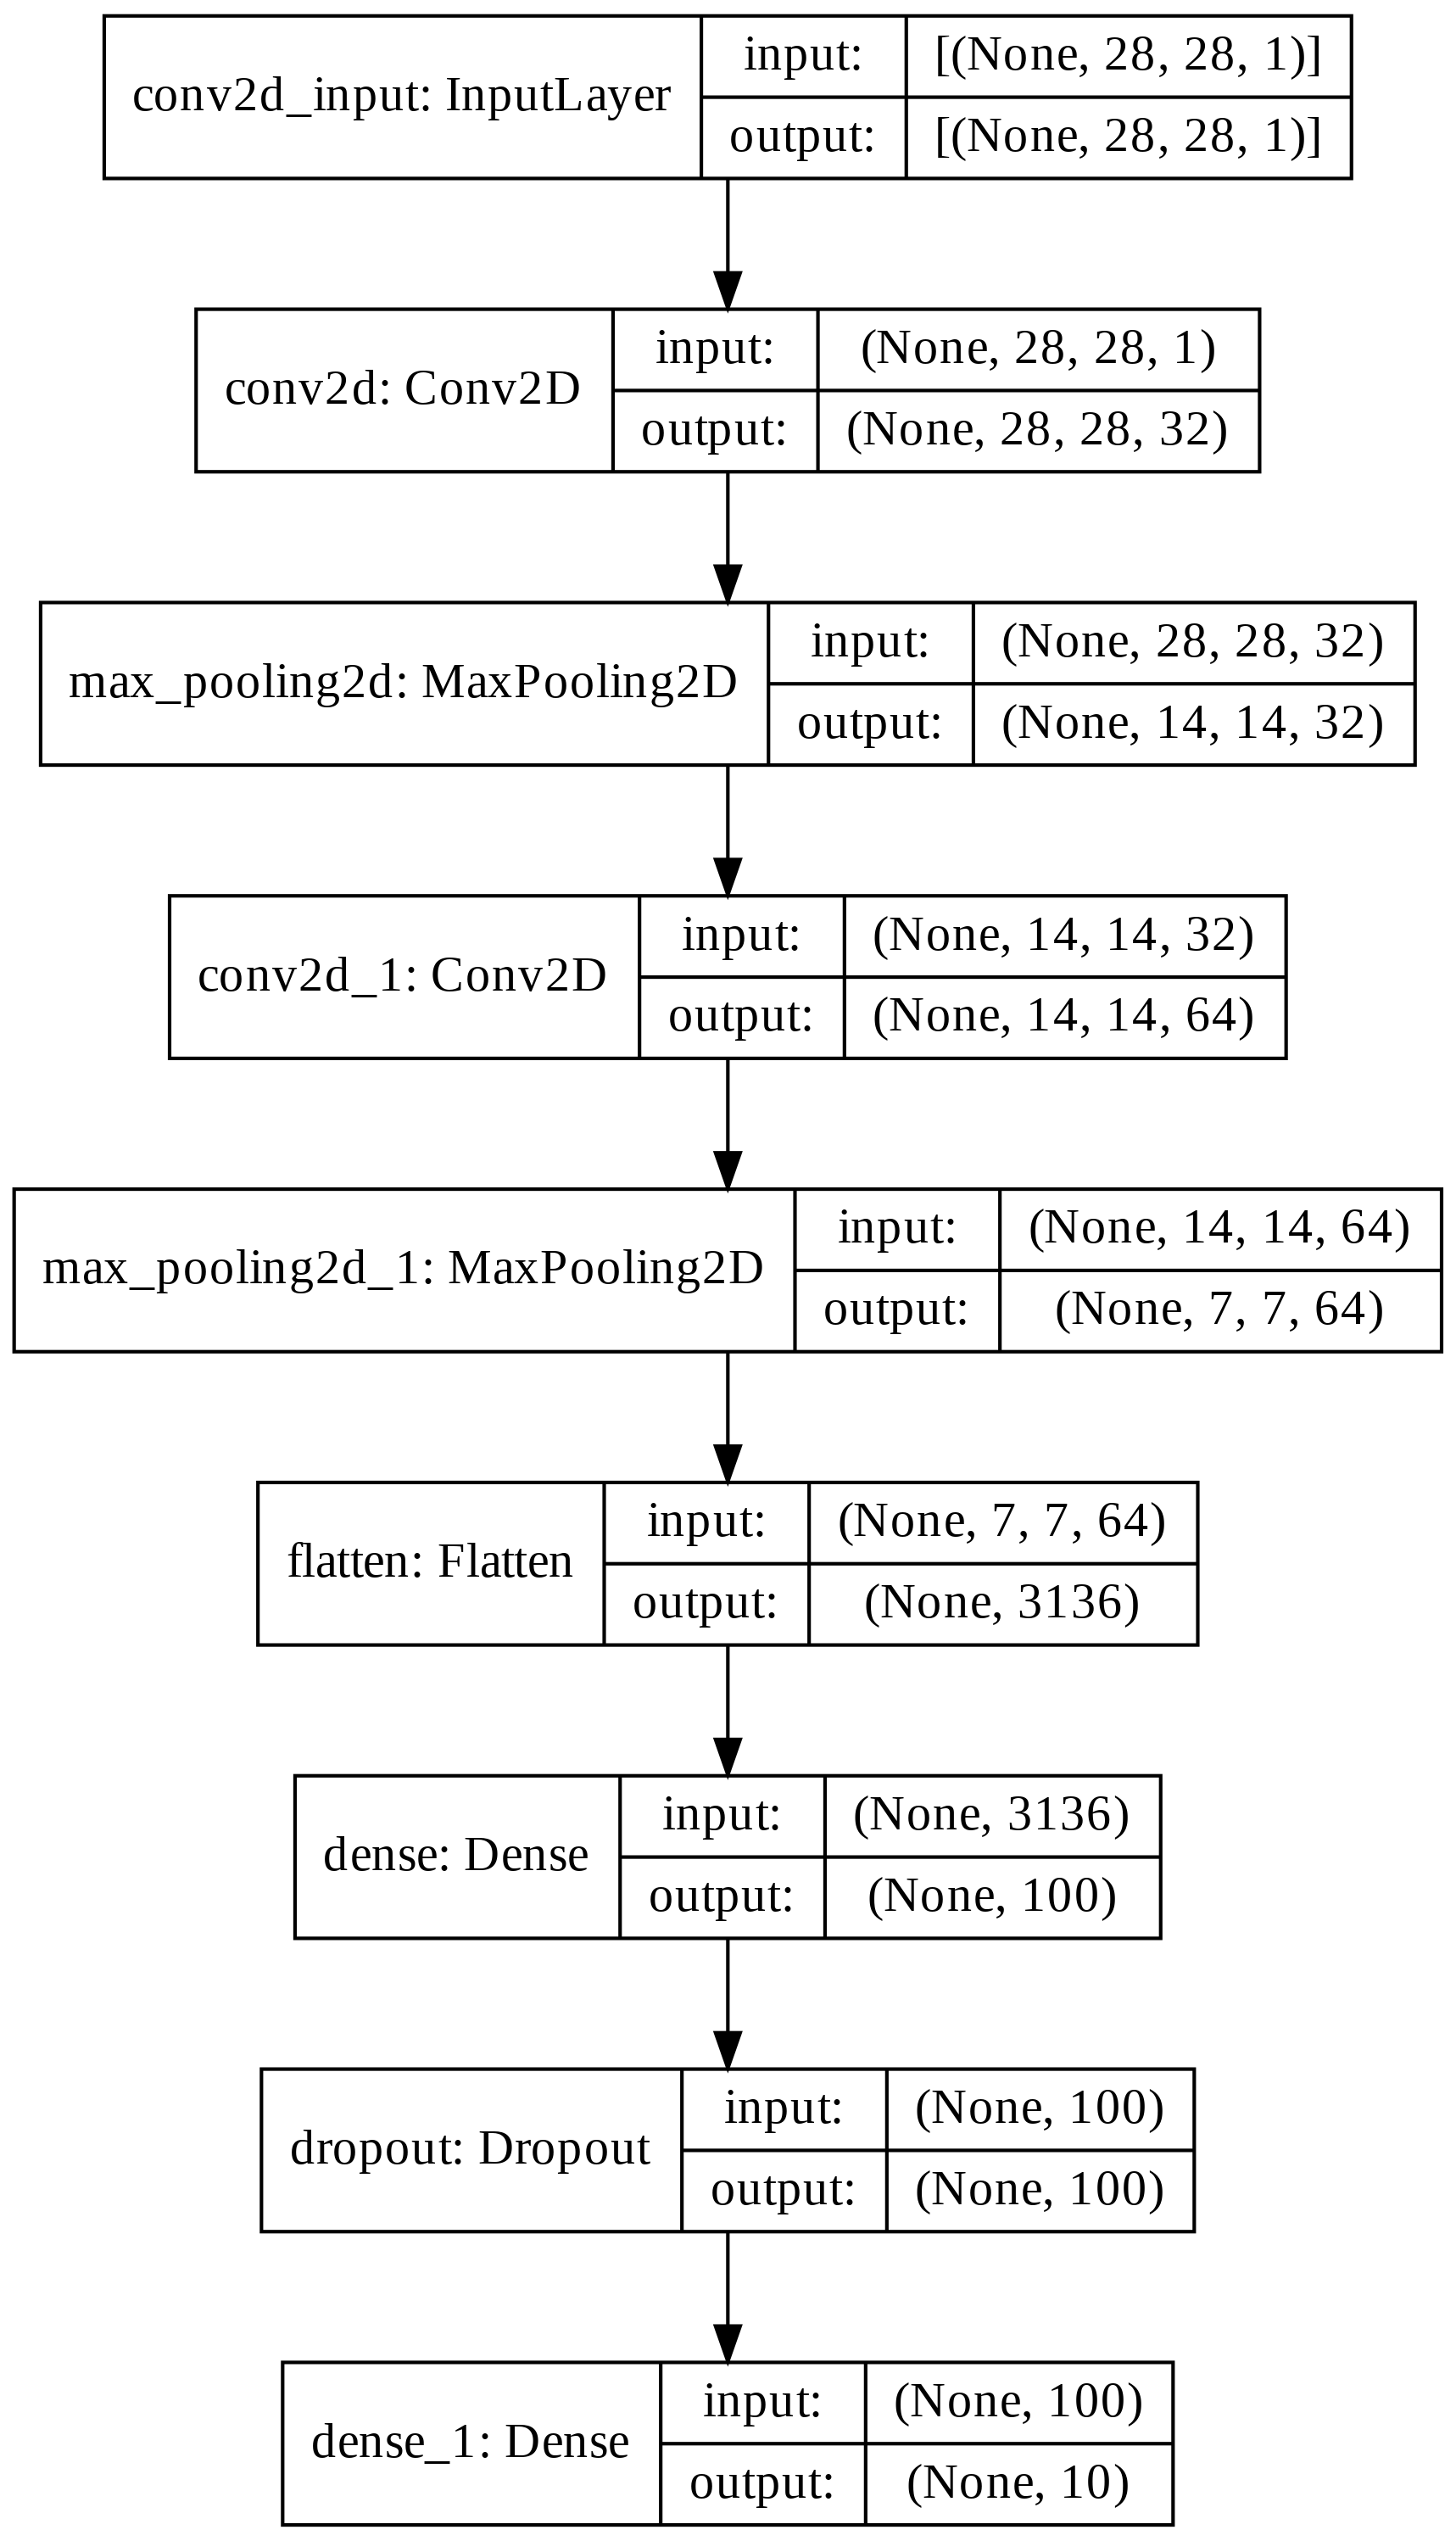 conv2d_input: InputLayer
input:
[(None, 28, 28, 1)]
output:
[(None, 28, 28, 1)]
conv2d: Conv2D
input:
(None, 28, 28, 1)
output:
(None, 28, 28, 32)
max_pooling2d: MaxPooling2D
input:
(None, 28, 28, 32)
output:
(None, 14, 14, 32)
conv2d_1: Conv2D
input:
(None, 14, 14, 32)
output:
(None, 14, 14, 64)
max_pooling2d_1: MaxPooling2D
input:
(None, 14, 14, 64)
output:
(None, 7, 7, 64)
flatten: Flatten
input:
(None, 7, 7, 64)
output:
(None, 3136)
dense: Dense
input:
(None, 3136)
output:
(None, 100)
dropout: Dropout
input:
(None, 100)
output:
(None, 100)
dense_1: Dense
input:
(None, 100)
output:
(None, 10)